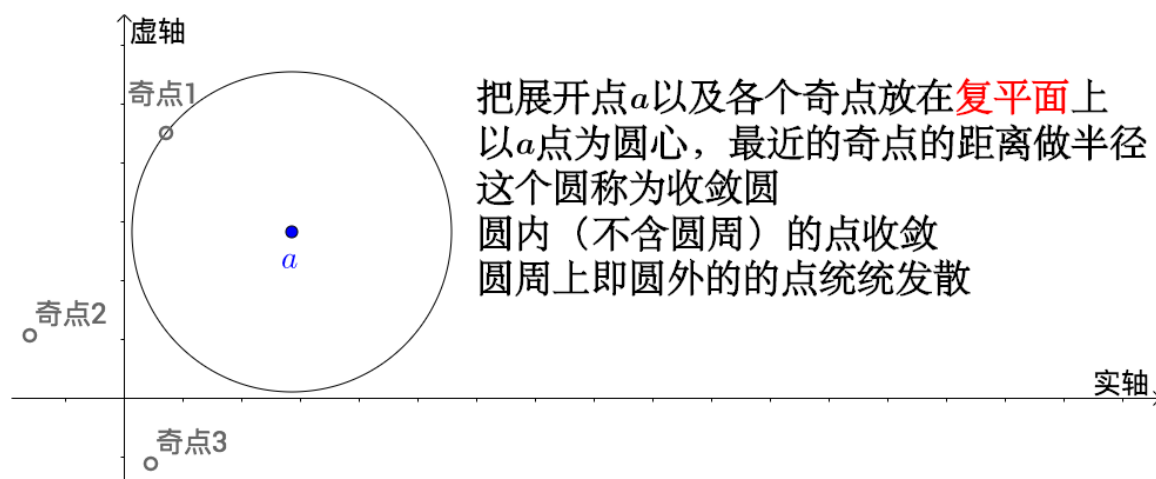 虚轴
奇点1
把展开点a以及各个奇点放在复平面上
以a点为圆心，最近的奇点的距离做半径
这个圆称为收敛圆
圆内（不含圆周）的点收敛
圆周上即圆外的的点统统发散
a
奇点2
实轴
奇点3